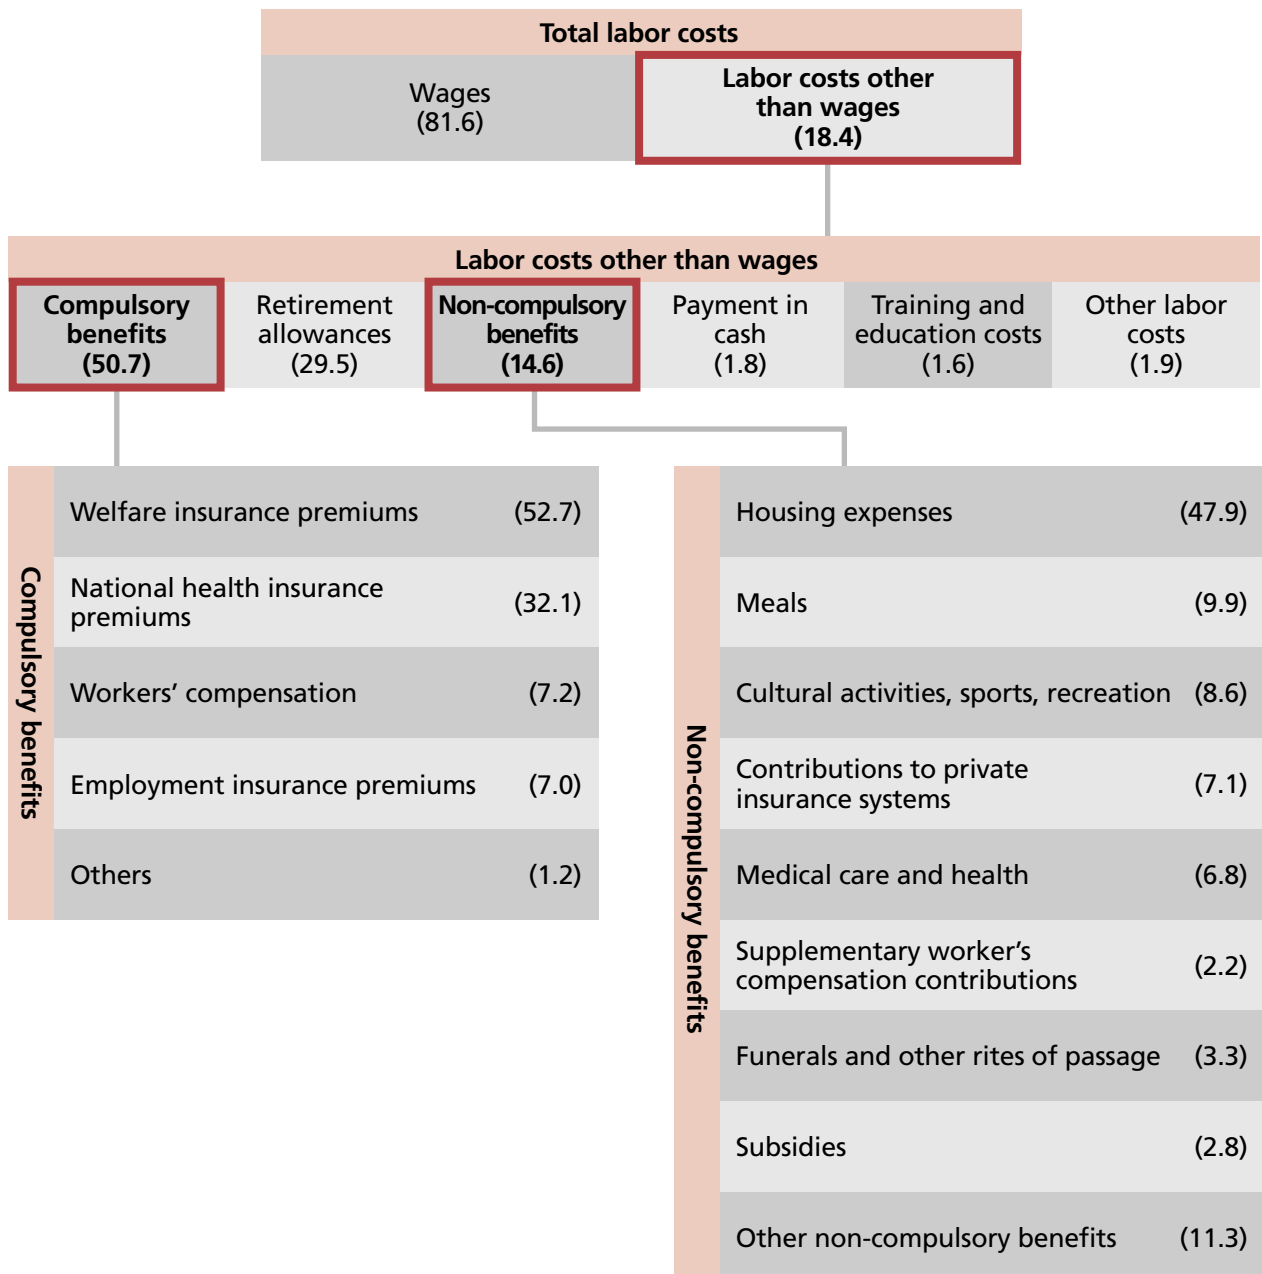 Total labor costs
Wages
(81.6)
Labor costs other
than wages
(18.4)
Labor costs other than wages
Compulsory
benefits
(50.7)
Retirement
allowances
(29.5)
Non-compulsory
benefits
(14.6)
Payment in
cash
(1.8)
Training and
education costs
(1.6)
Other labor
costs
(1.9)
Compulsory benefits
Welfare insurance premiums (52.7)
National health insurance
premiums (32.1)
Workers’ compensation (7.2)
Employment insurance premiums (7.0)
Others (1.2)
Non-compulsory benefits
Housing expenses (47.9)
Meals (9.9)
Cultural activities, sports, recreation (8.6)
Contributions to private
insurance systems (7.1)
Medical care and health (6.8)
Supplementary worker’s
compensation contributions (2.2)
Funerals and other rites of passage (3.3)
Subsidies (2.8)
Other non-compulsory benefits (11.3)